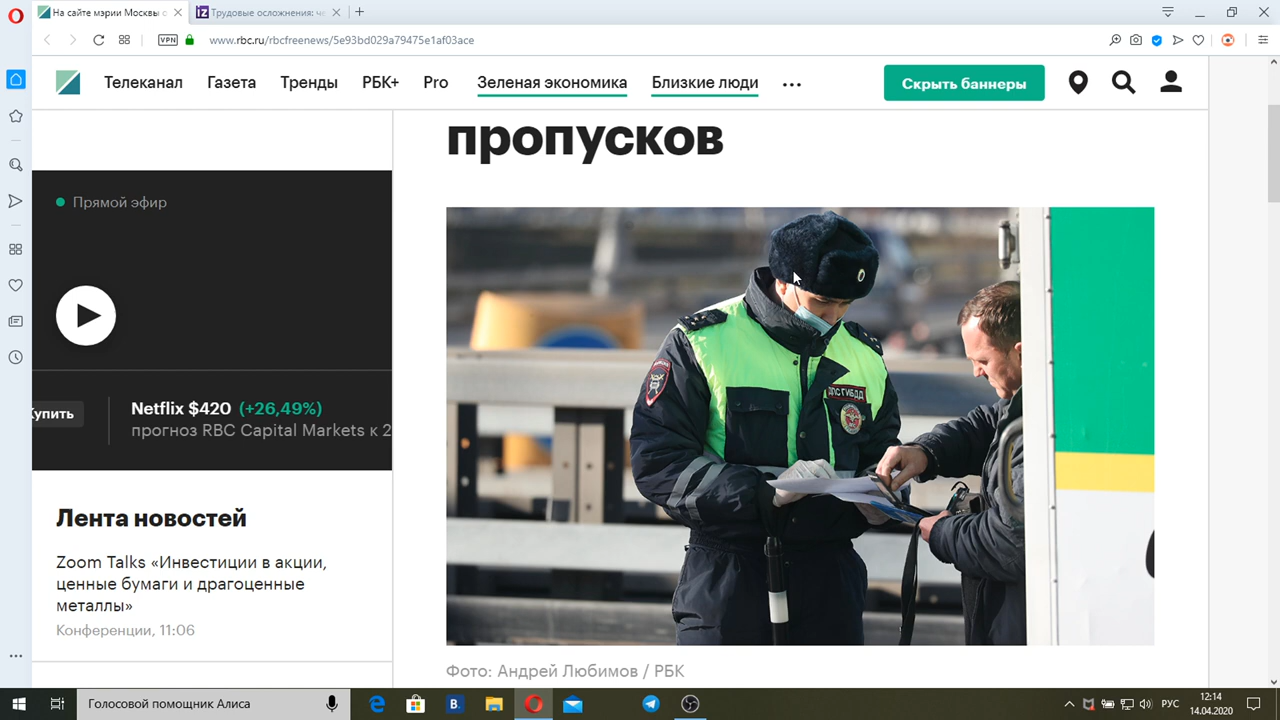 На сайте мэрии Москвы о
Трудовые осложнения: ч
VPN
www.rbc.ru/rbcfreenews/5e93bd029a79475e1af03ace
Телеканал
Газета
Тренды
РБК+
Pro
Зеленая экономика
Близкие люди
Скрыть баннеры
пропусков
Прямой эфир
Купить
Netflix $420 (+26,49%)
прогноз RBC Capital Markets к 2
ДПС ГИБДД
Лента новостей
Zoom Talks «Инвестиции в акции,
ценные бумаги и драгоценные
металлы»
Конференции, 11:06
Фото: Андрей Любимов / РБК
Голосовой помощник Алиса
РУС
12:14
14.04.2020